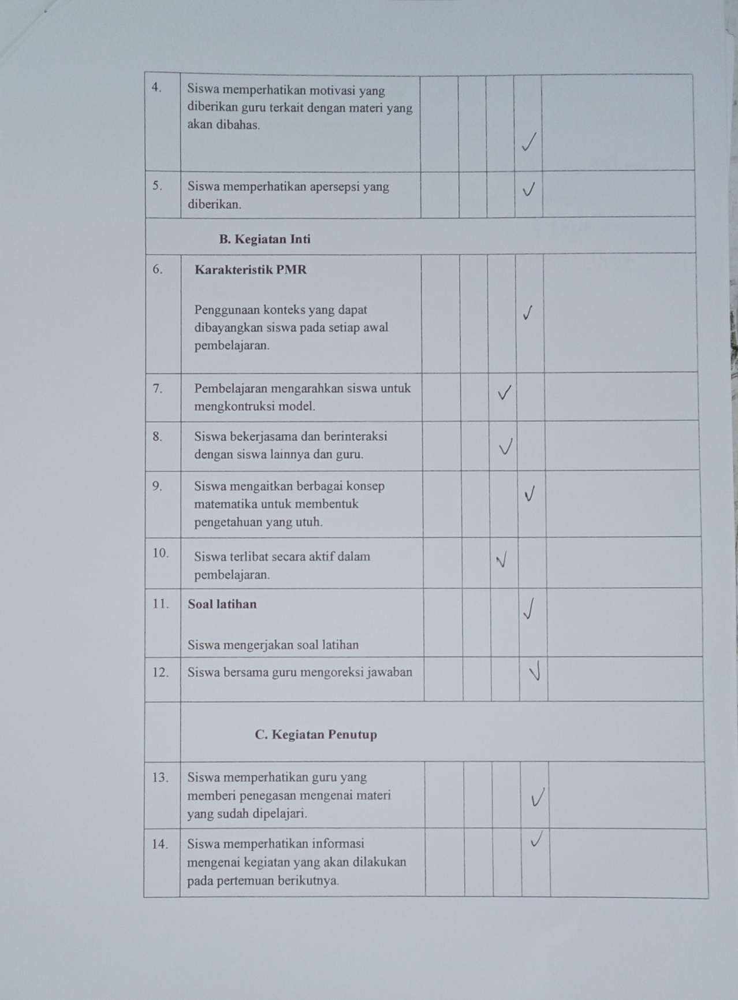 4. Siswa memperhatikan motivasi yang
diberikan guru terkait dengan materi yang
akan dibahas.
✓
5. Siswa memperhatikan apersepsi yang ✓
diberikan.
B. Kegiatan Inti
6. Karakteristik PMR
Penggunaan konteks yang dapat ✓
dibayangkan siswa pada setiap awal
pembelajaran.
7. Pembelajaran mengarahkan siswa untuk ✓
mengkontruksi model.
8. Siswa bekerjasama dan berinteraksi ✓
dengan siswa lainnya dan guru.
9. Siswa mengaitkan berbagai konsep ✓
matematika untuk membentuk
pengetahuan yang utuh.
10. Siswa terlibat secara aktif dalam ✓
pembelajaran.
11. Soal latihan ✓
Siswa mengerjakan soal latihan
12. Siswa bersama guru mengoreksi jawaban ✓
C. Kegiatan Penutup
13. Siswa memperhatikan guru yang
memberi penegasan mengenai materi ✓
yang sudah dipelajari.
14. Siswa memperhatikan informasi ✓
mengenai kegiatan yang akan dilakukan
pada pertemuan berikutnya.